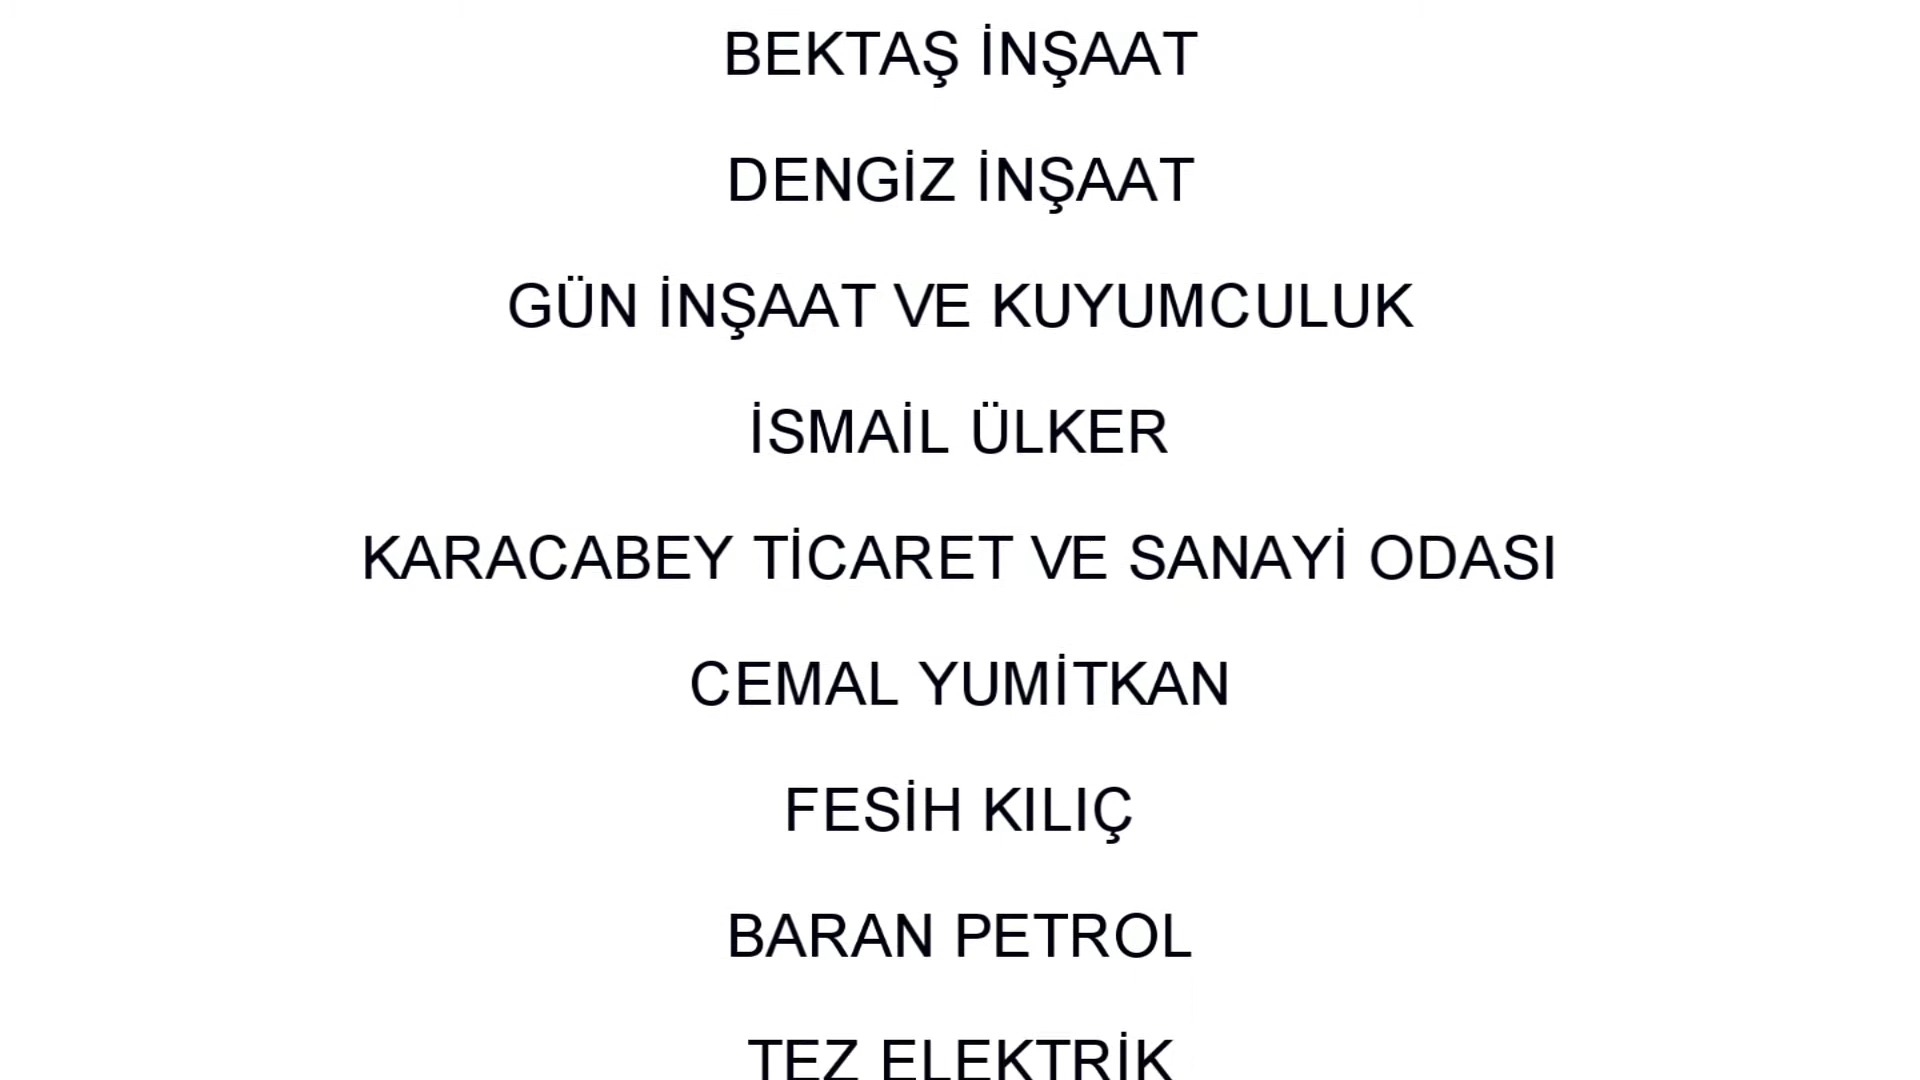 BEKTAŞ İNŞAAT
DENGİZ İNŞAAT
GÜN İNŞAAT VE KUYUMCULUK
İSMAİL ÜLKER
KARACABEY TİCARET VE SANAYİ ODASI
CEMAL YUMİTKAN
FESİH KILIÇ
BARAN PETROL
TEZ ELEKTRİK